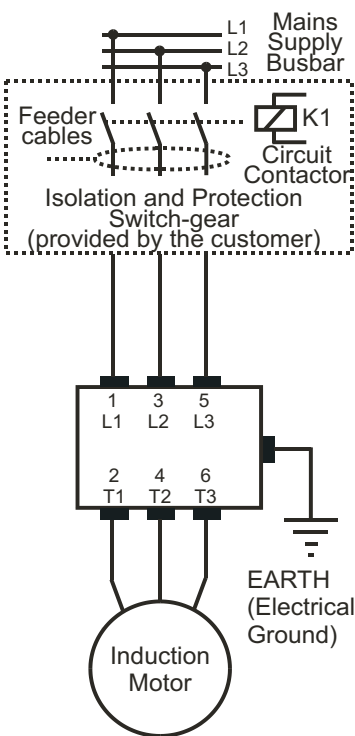 L1
L2
L3
Mains
Supply
Busbar
Feeder
cables
K1
Circuit
Contactor
Isolation and Protection
Switch-gear
(provided by the customer)
1 3 5
L1 L2 L3
2 4 6
T1 T2 T3
EARTH
(Electrical
Ground)
Induction
Motor